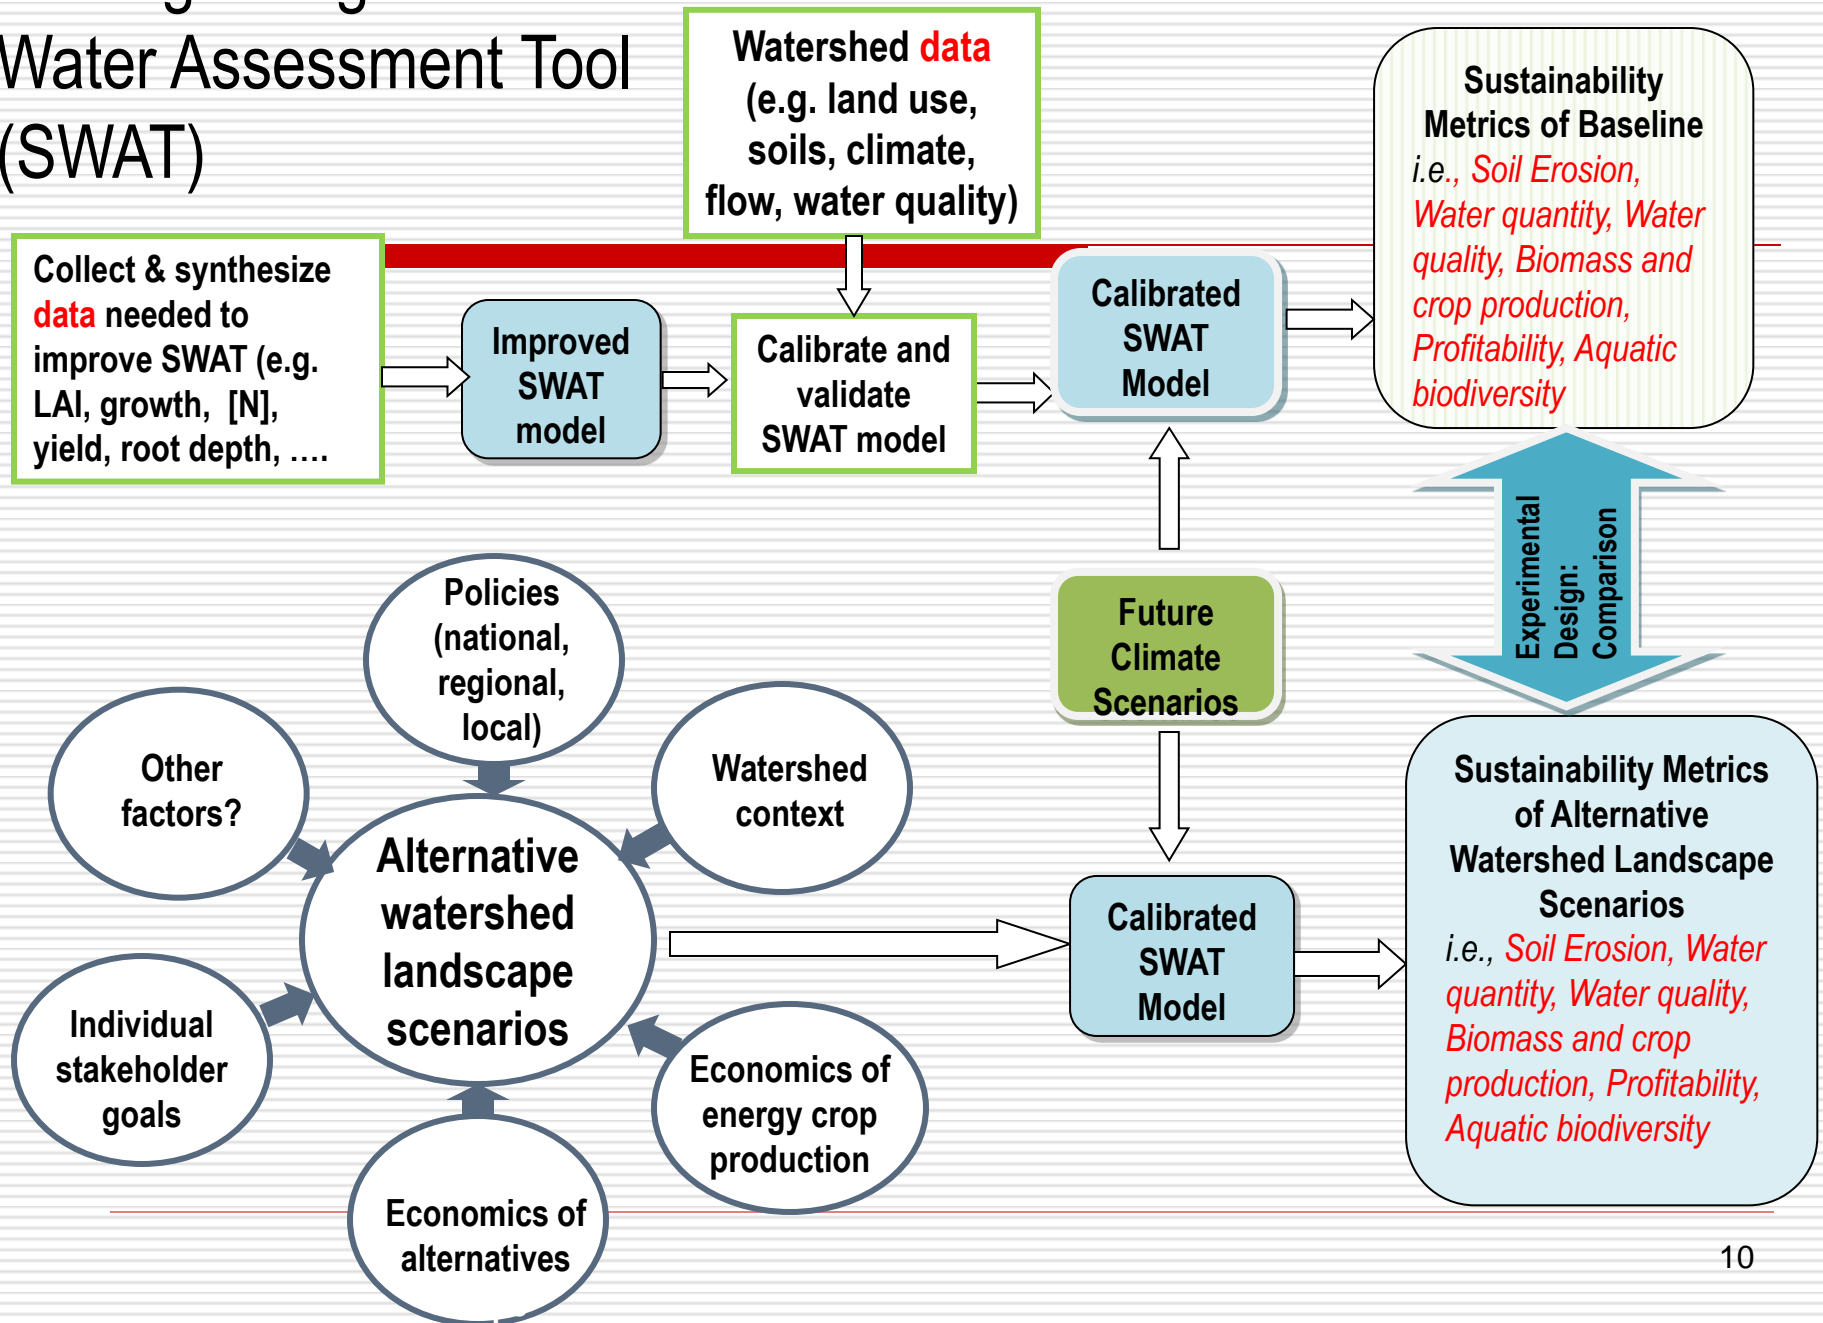 Water Assessment Tool
(SWAT)
Watershed data
(e.g. land use,
soils, climate,
flow, water quality)
Sustainability
Metrics of Baseline
i.e., Soil Erosion,
Water quantity, Water
quality, Biomass and
crop production,
Profitability, Aquatic
biodiversity
Collect & synthesize
data needed to
improve SWAT (e.g.
LAI, growth, [N],
yield, root depth, ....
Improved
SWAT
model
Calibrate and
validate
SWAT model
Calibrated
SWAT
Model
Experimental
Design:
Comparison
Future
Climate
Scenarios
Policies
(national,
regional,
local)
Other
factors?
Watershed
context
Alternative
watershed
landscape
scenarios
Individual
stakeholder
goals
Economics of
energy crop
production
Economics of
alternatives
Calibrated
SWAT
Model
Sustainability Metrics
of Alternative
Watershed Landscape
Scenarios
i.e., Soil Erosion, Water
quantity, Water quality,
Biomass and crop
production, Profitability,
Aquatic biodiversity
10